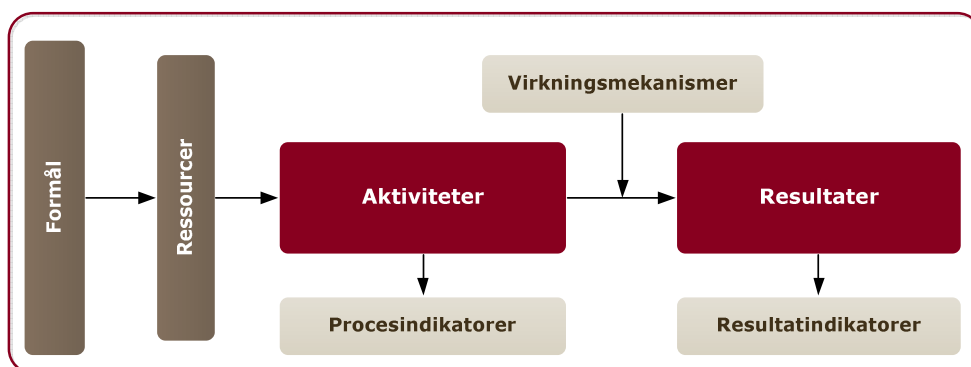 Formål
Ressourcer
Virkningsmekanismer
Aktiviteter
Resultater
Procesindikatorer
Resultatindikatorer